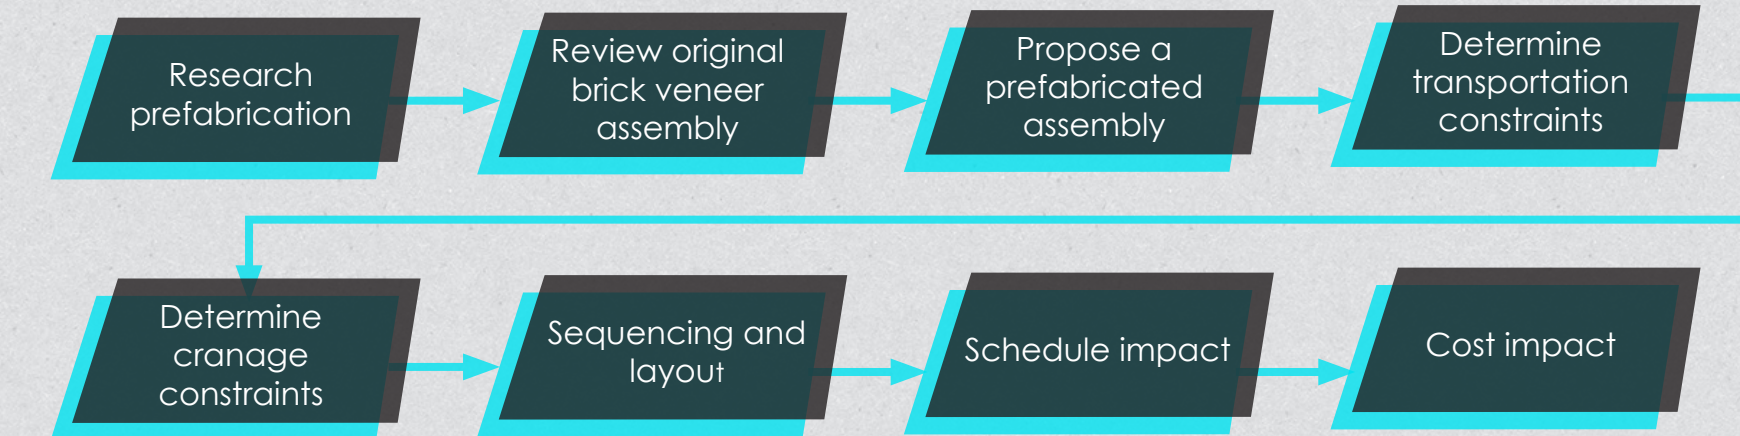 Research
prefabrication
Review original
brick veneer
assembly
Propose a
prefabricated
assembly
Determine
transportation
constraints
Determine
cranage
constraints
Sequencing and
layout
Schedule impact
Cost impact